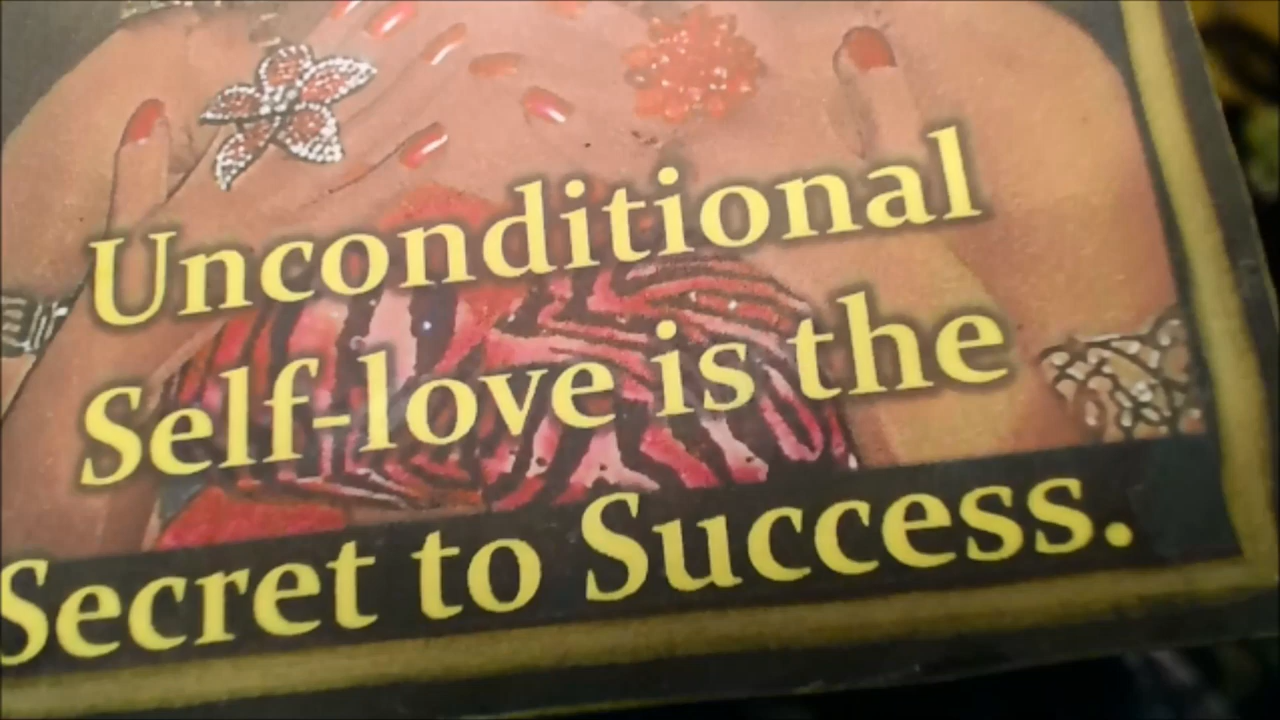 Unconditional
Self-love is the
Secret to Success.